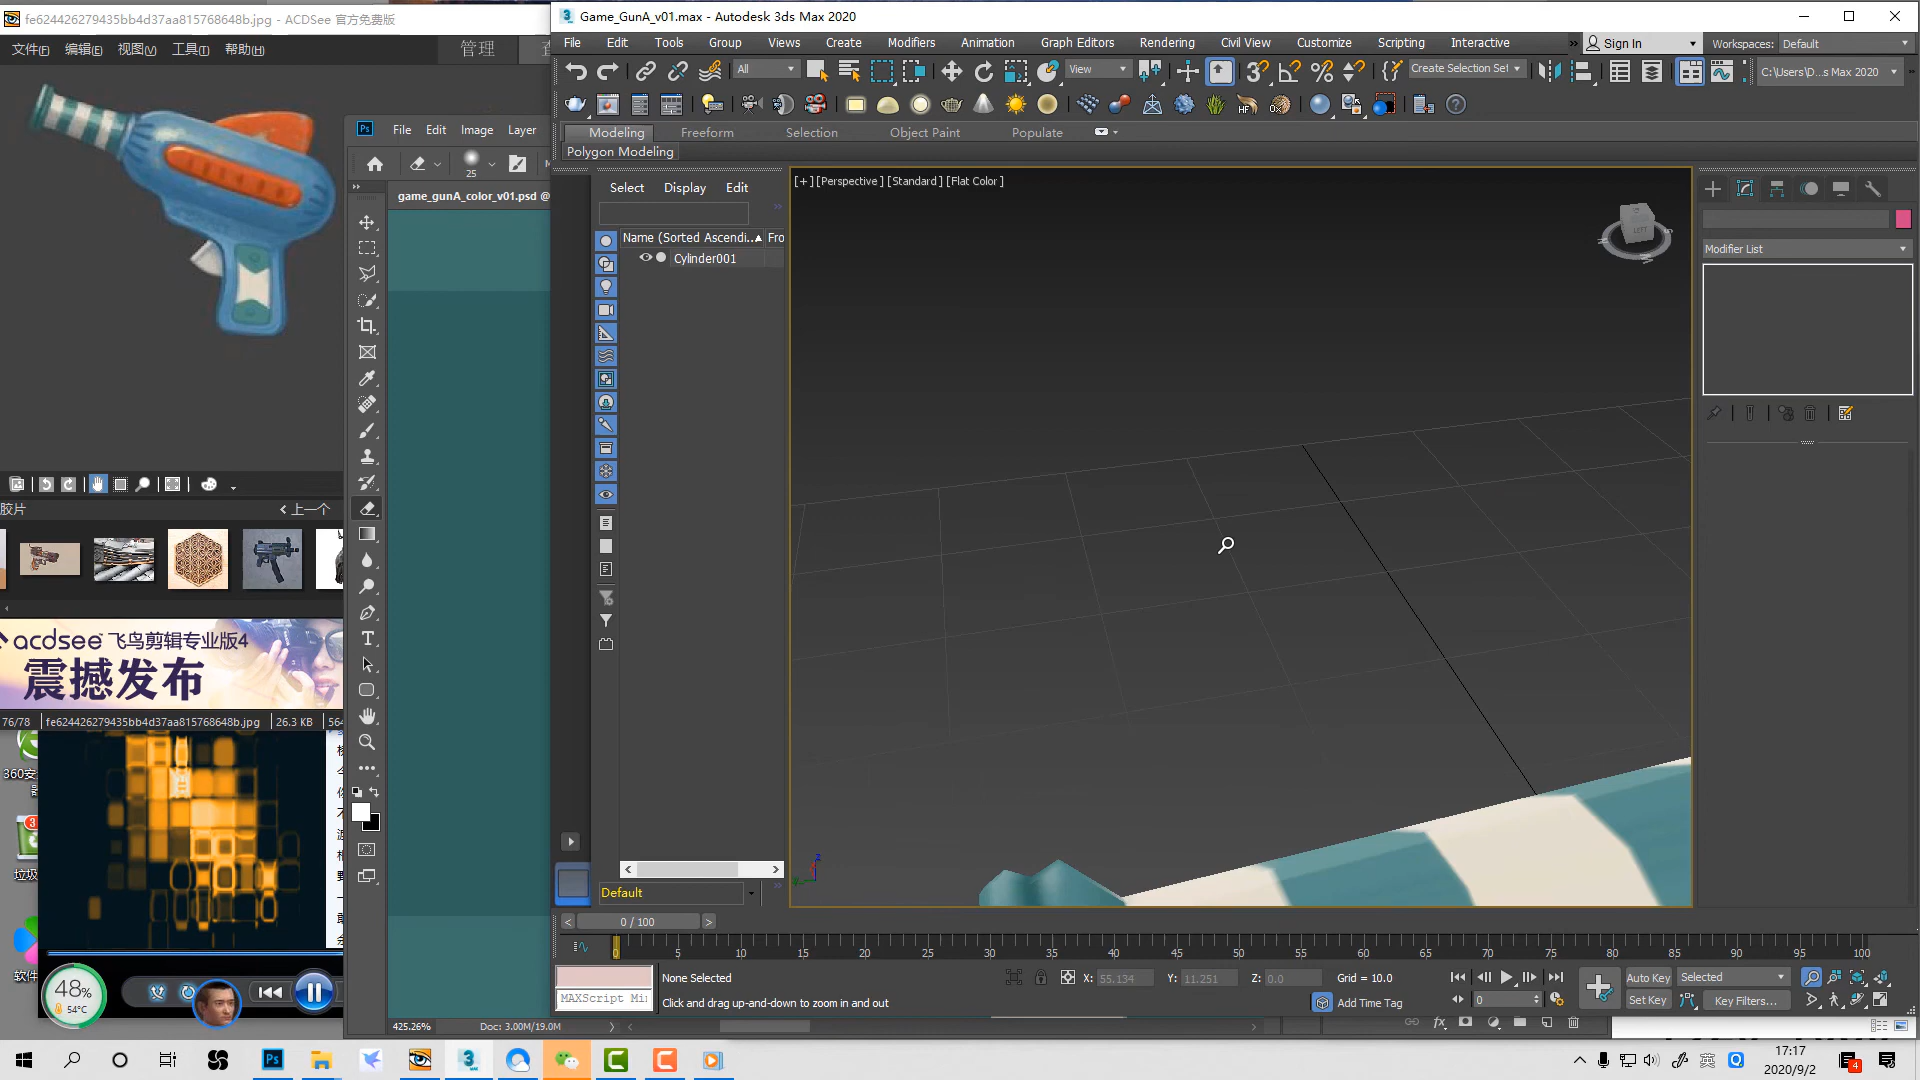 fe624426279435bb4d37aa815768648b.jpg - ACDSee 官方免费版
文件(F) 编辑(E) 视图(V) 工具(T) 帮助(H)
管理
Game_GunA_v01.max - Autodesk 3ds Max 2020
File Edit Tools Group Views Create Modifiers Animation Graph Editors Rendering Civil View Customize Scripting Interactive
Sign In
Workspaces: Default
All
View
Create Selection Set
C:\Users\D...s Max 2020
HF
Modeling Freeform Selection Object Paint Populate
Polygon Modeling
Ps File Edit Image Layer
25
game_gunA_color_v01.psd @
Select Display Edit
Name (Sorted Ascendi... Fro
Cylinder001
[+] [Perspective] [Standard] [Flat Color]
LEFT
Modifier List
胶片
上一个
acdsee 飞鸟剪辑专业版4
震撼发布
76/78 fe624426279435bb4d37aa815768648b.jpg 26.3 KB
Default
0 / 100
0 5 10 15 20 25 30 35 40 45 50 55 60 65 70 75 80 85 90 95 100
None Selected
Click and drag up-and-down to zoom in and out
MAXScript Mi
X: 55.134 Y: 11.251 Z: 0.0 Grid = 10.0
Add Time Tag
Auto Key Selected
Set Key Key Filters...
0
48%
54°C
425.26% Doc: 3.00M/19.0M
英
17:17
2020/9/2
4